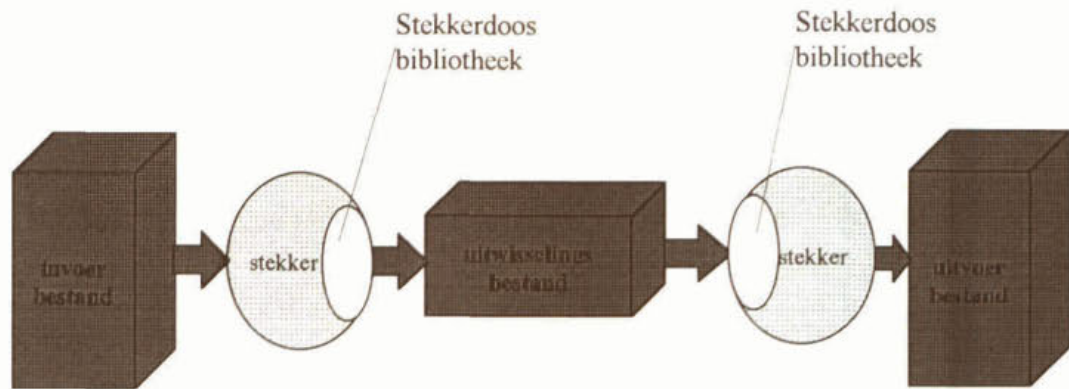 Stekkerdoos
bibliotheek
Stekkerdoos
bibliotheek
invoer
bestand
stekker
uitwisselings
bestand
stekker
uitvoer
bestand